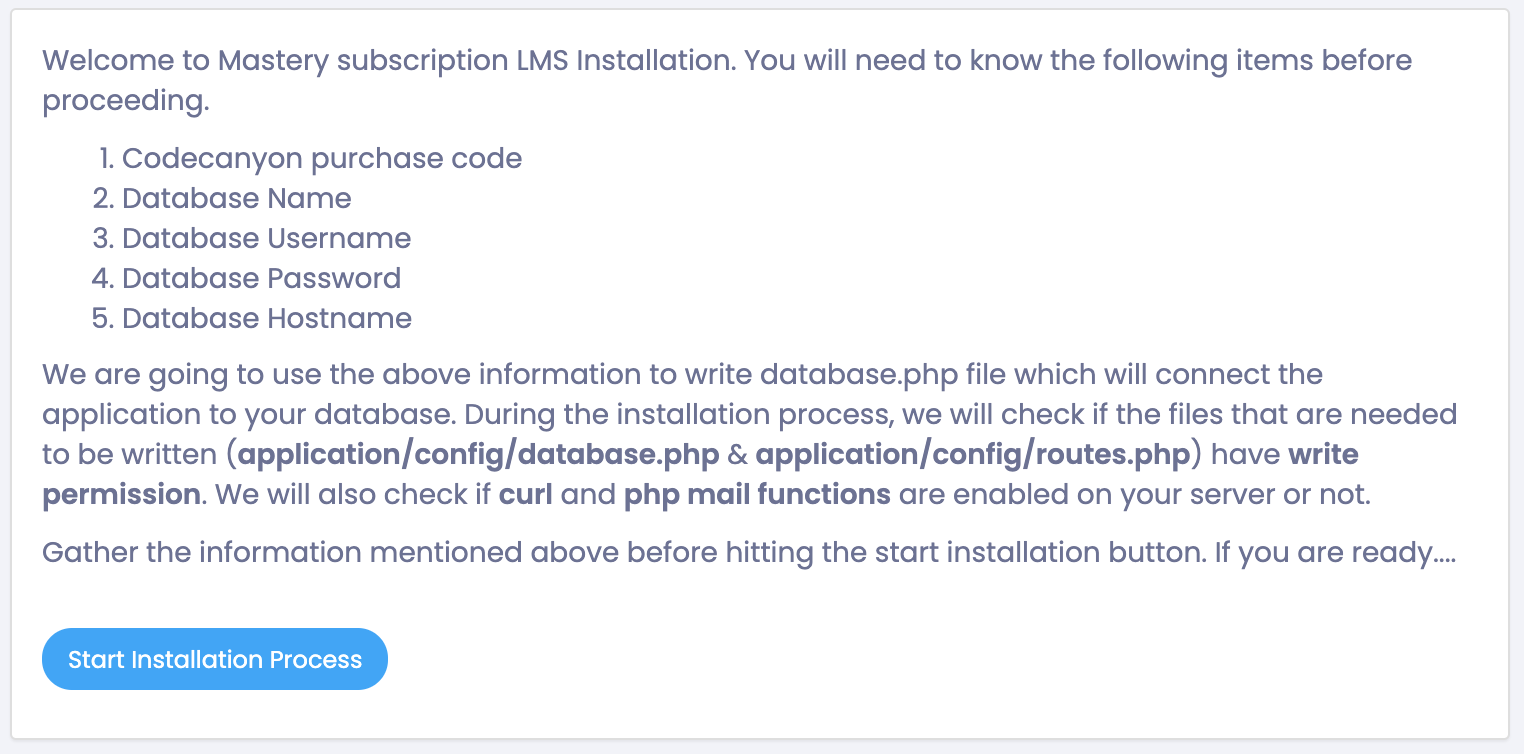 Welcome to Mastery subscription LMS Installation. You will need to know the following items before
proceeding.
1. Codecanyon purchase code
2. Database Name
3. Database Username
4. Database Password
5. Database Hostname
We are going to use the above information to write database.php file which will connect the
application to your database. During the installation process, we will check if the files that are needed
to be written (application/config/database.php & application/config/routes.php) have write
permission. We will also check if curl and php mail functions are enabled on your server or not.
Gather the information mentioned above before hitting the start installation button. If you are ready....
Start Installation Process